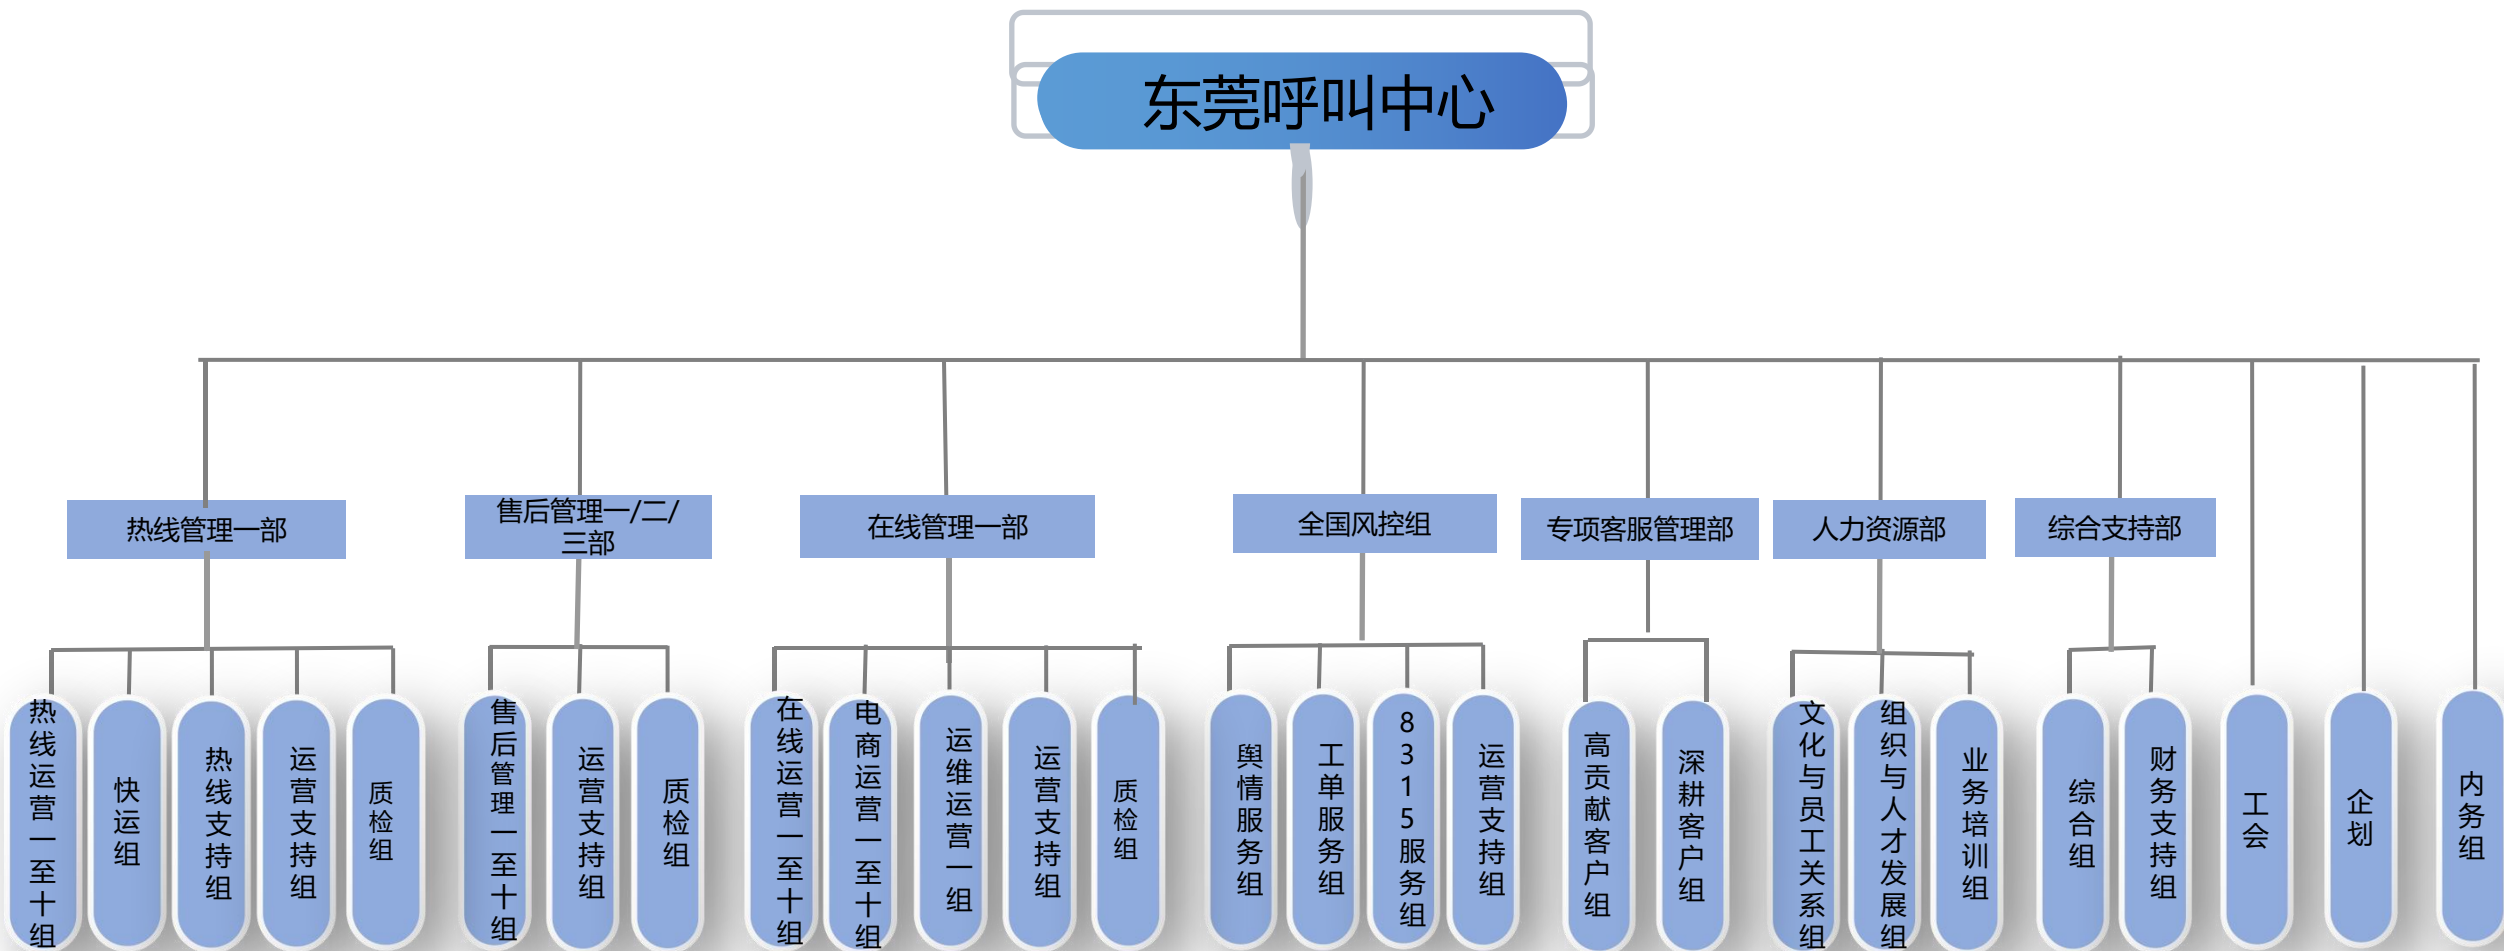 东莞呼叫中心
热线管理一部
售后管理一/二/
三部
在线管理一部
全国风控组
专项客服管理部
人力资源部
综合支持部
热线运营一至十组
快运组
热线支持组
运营支持组
质检组
售后管理一至十组
运营支持组
质检组
在线运营一至十组
电商运营一至十组
运维运营一组
运营支持组
质检组
舆情服务组
工单服务组
8315服务组
运营支持组
高贡献客户组
深耕客户组
文化与员工关系组
组织与人才发展组
业务培训组
综合组
财务支持组
工会
企划
内务组